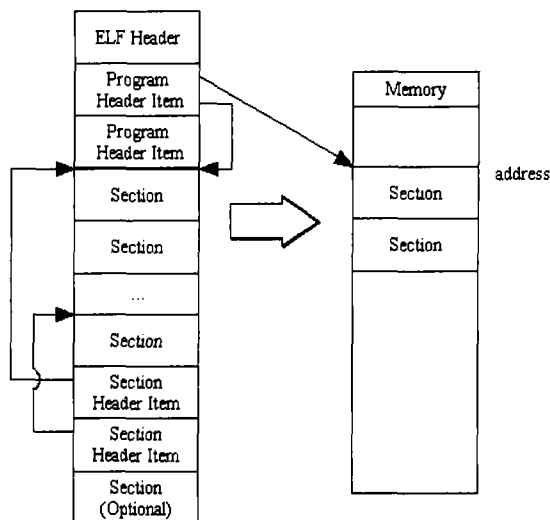 ELF Header
Program
Header Item
Program
Header Item
Section
Section
...
Section
Section
Header Item
Section
Header Item
Section
(Optional)
Memory
address
Section
Section